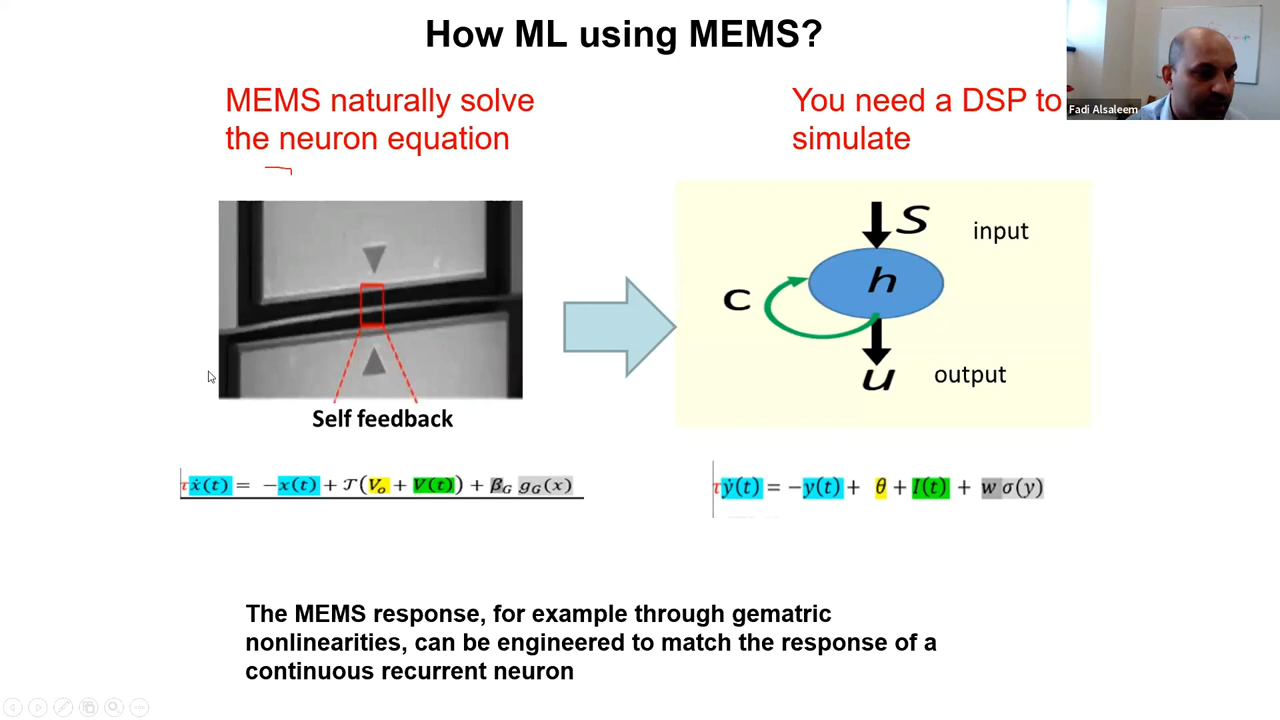 How ML using MEMS?
MEMS naturally solve
the neuron equation
You need a DSP to
simulate
Fadi Alsaleem
S
input
h
C
u
output
Self feedback
τẋ(t) = −x(t) + 𝒯(Vₒ + V(t)) + β_G g_G(x)
τẏ(t) = −y(t) + θ + I(t) + w σ(y)
The MEMS response, for example through gematric
nonlinearities, can be engineered to match the response of a
continuous recurrent neuron